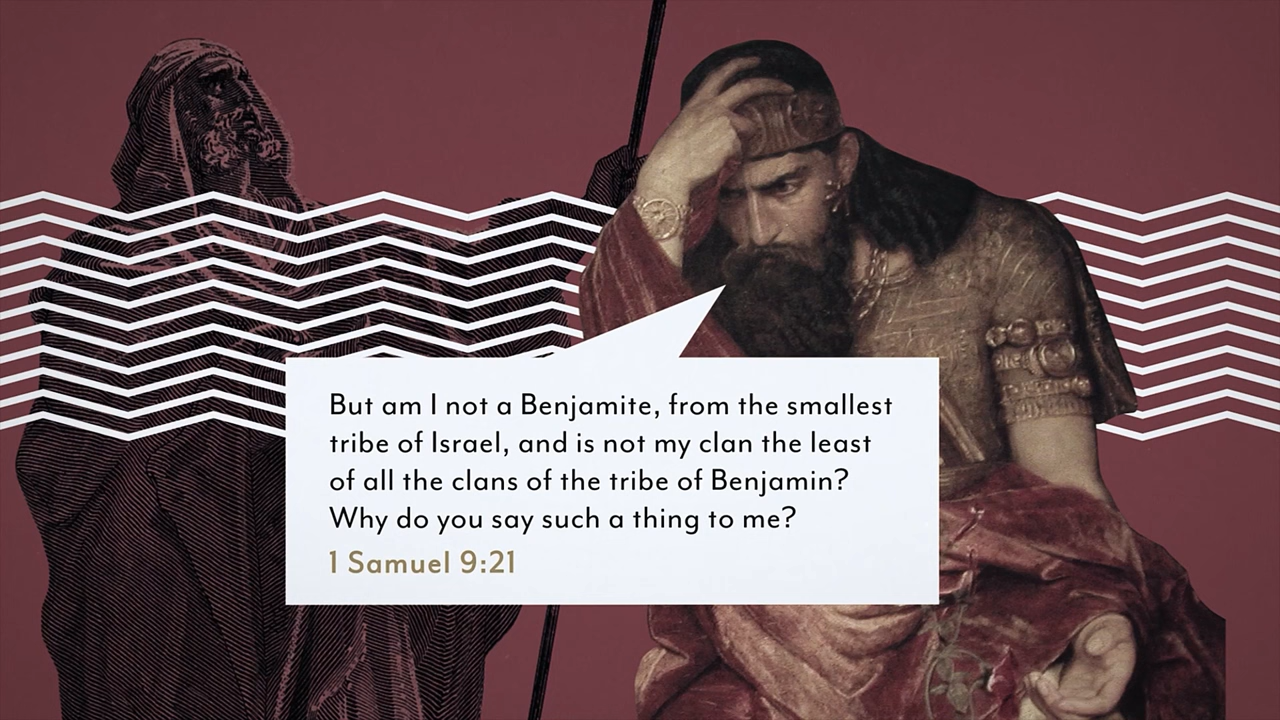 But am I not a Benjamite, from the smallest
tribe of Israel, and is not my clan the least
of all the clans of the tribe of Benjamin?
Why do you say such a thing to me?
1 Samuel 9:21